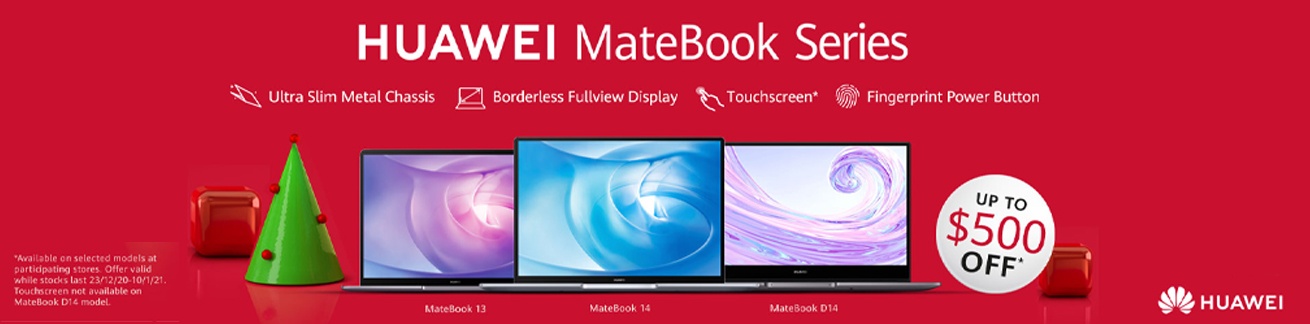 HUAWEI MateBook Series
Ultra Slim Metal Chassis
Borderless Fullview Display
Touchscreen*
Fingerprint Power Button
UP TO
$500
OFF*
*Available on selected models at
participating stores. Offer valid
while stocks last 23/12/20-10/1/21.
Touchscreen not available on
MateBook D14 model.
MateBook 13
MateBook 14
MateBook D14
HUAWEI